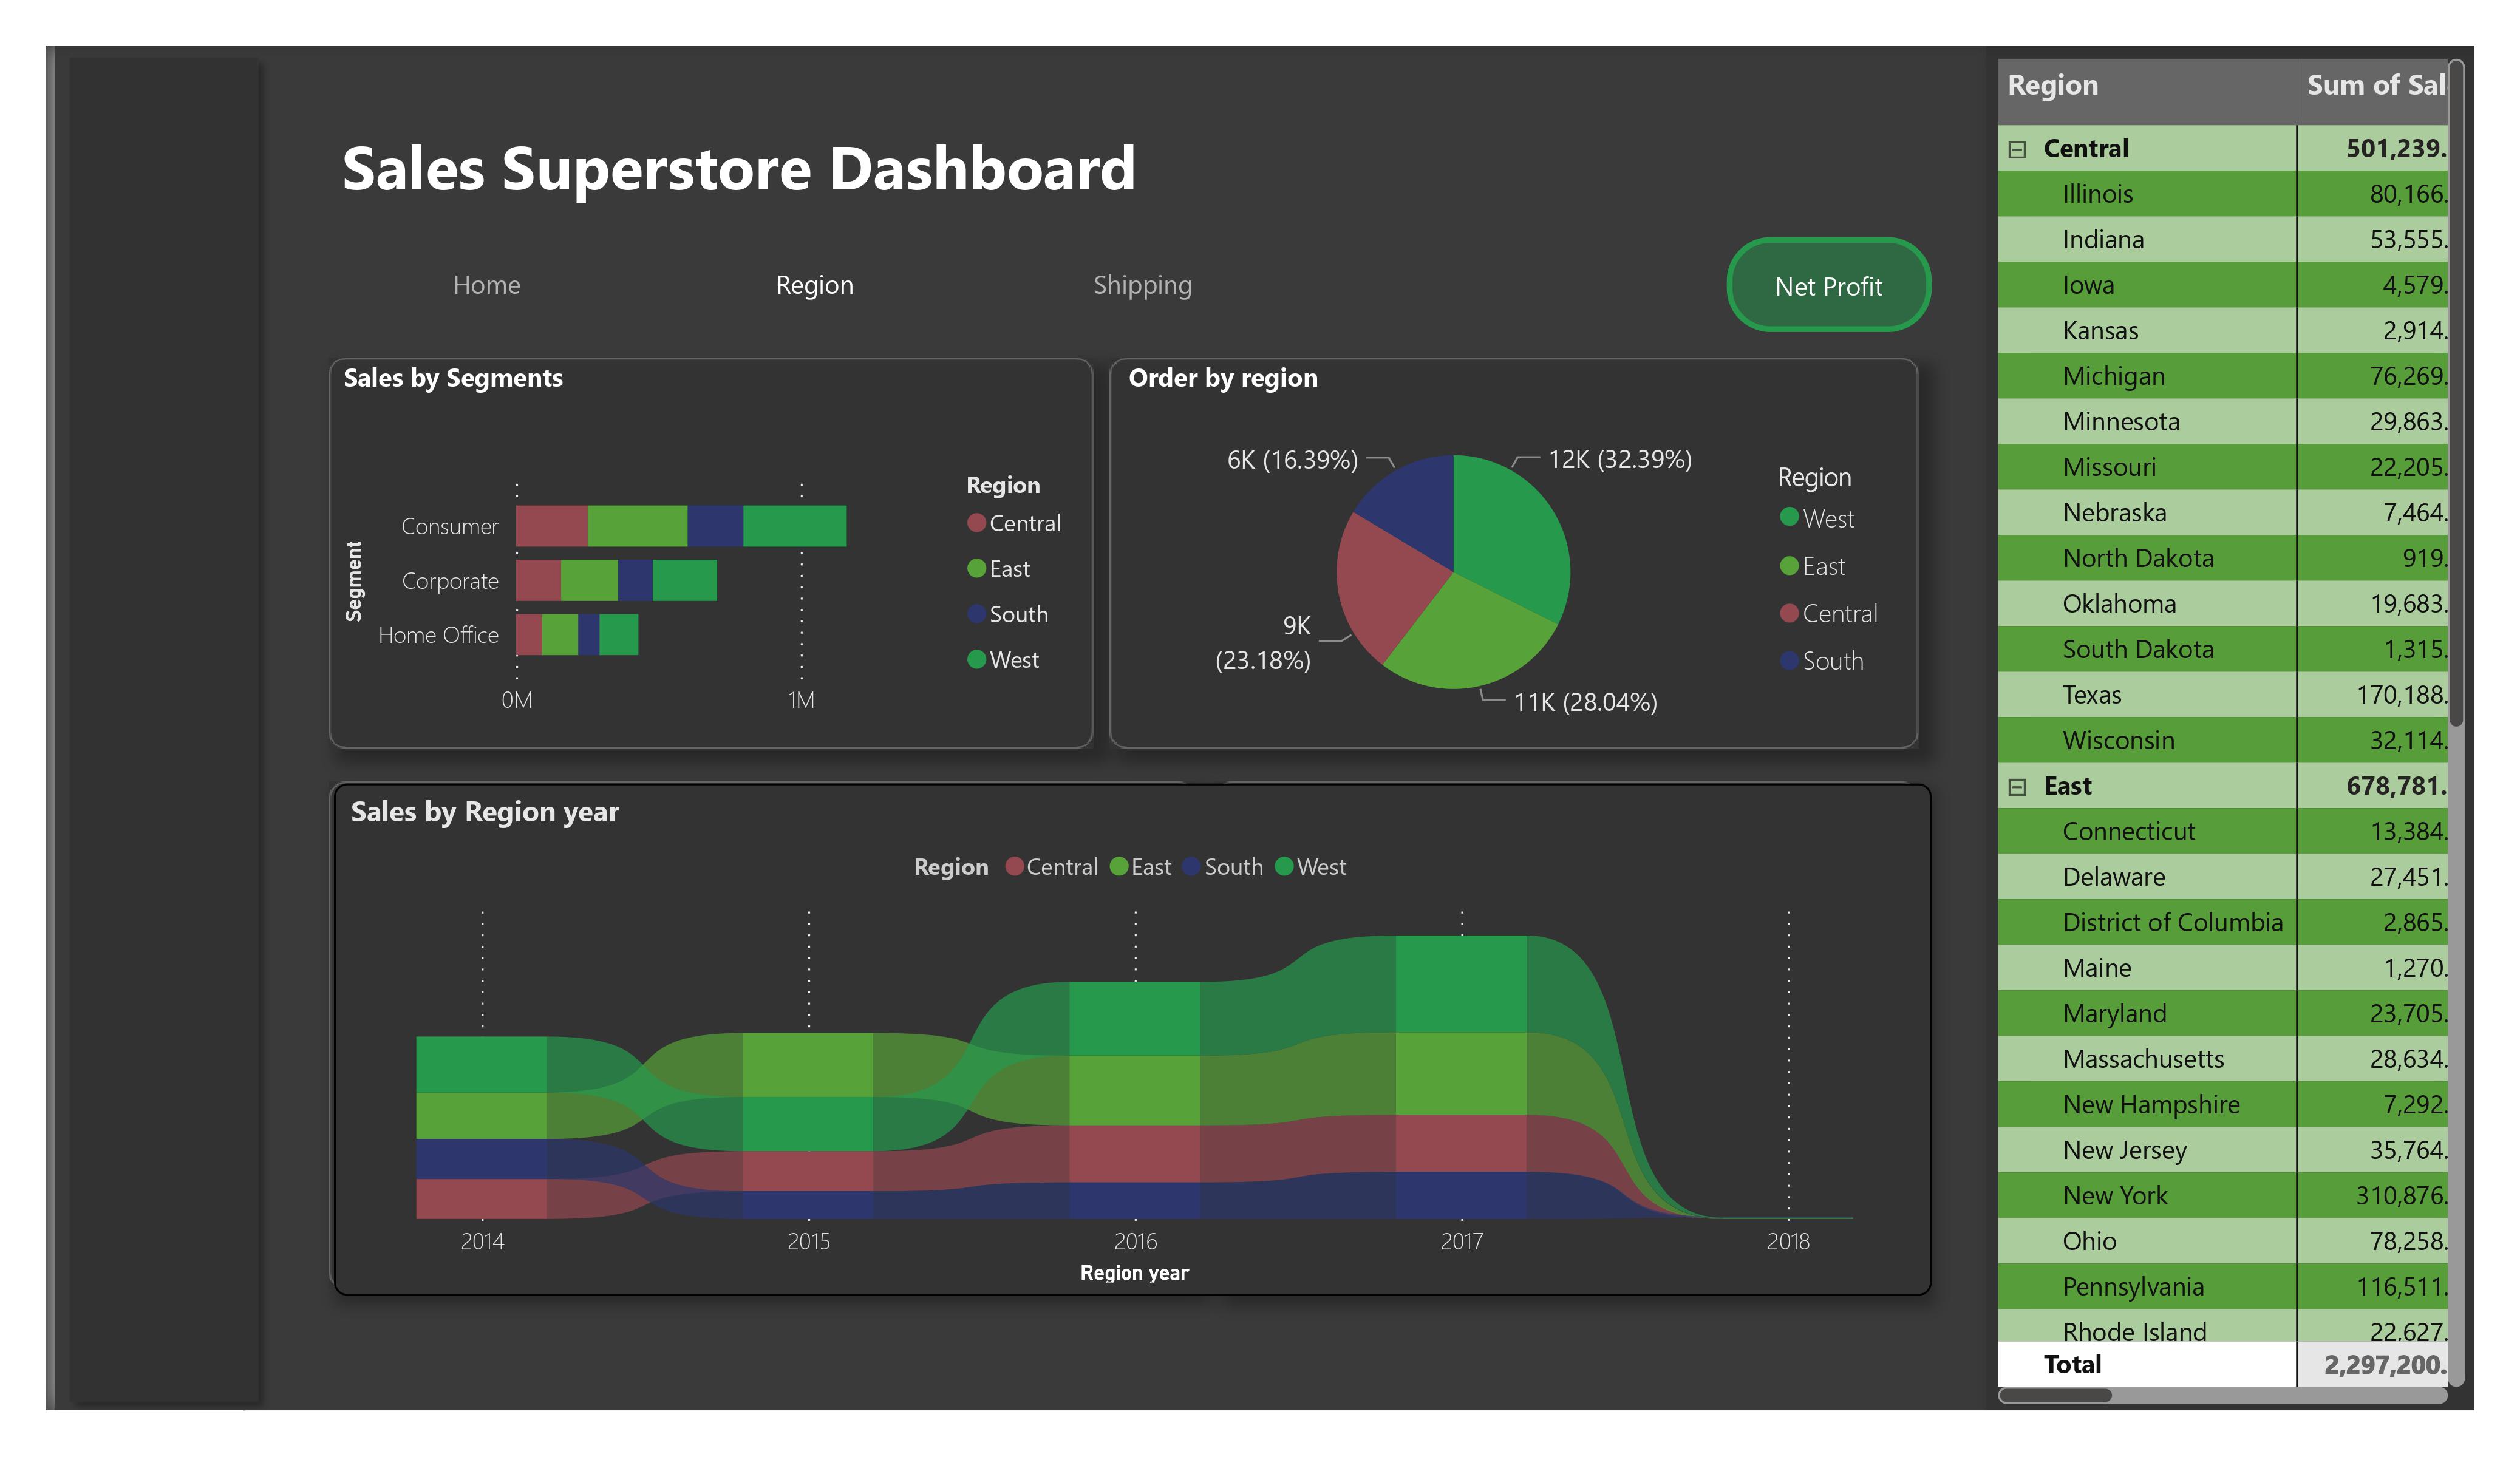 Sales Superstore Dashboard
Home Region Shipping Net Profit
Sales by Segments
Segment
Consumer
Corporate
Home Office
0M 1M
Region
Central
East
South
West
Order by region
6K (16.39%)
12K (32.39%)
9K
(23.18%)
11K (28.04%)
Region
West
East
Central
South
Sales by Region year
Region Central East South West
2014 2015 2016 2017 2018
Region year
Region Sum of Sal
Central 501,239.
Illinois 80,166.
Indiana 53,555.
Iowa 4,579.
Kansas 2,914.
Michigan 76,269.
Minnesota 29,863.
Missouri 22,205.
Nebraska 7,464.
North Dakota 919.
Oklahoma 19,683.
South Dakota 1,315.
Texas 170,188.
Wisconsin 32,114.
East 678,781.
Connecticut 13,384.
Delaware 27,451.
District of Columbia 2,865.
Maine 1,270.
Maryland 23,705.
Massachusetts 28,634.
New Hampshire 7,292.
New Jersey 35,764.
New York 310,876.
Ohio 78,258.
Pennsylvania 116,511.
Rhode Island 22,627.
Total 2,297,200.